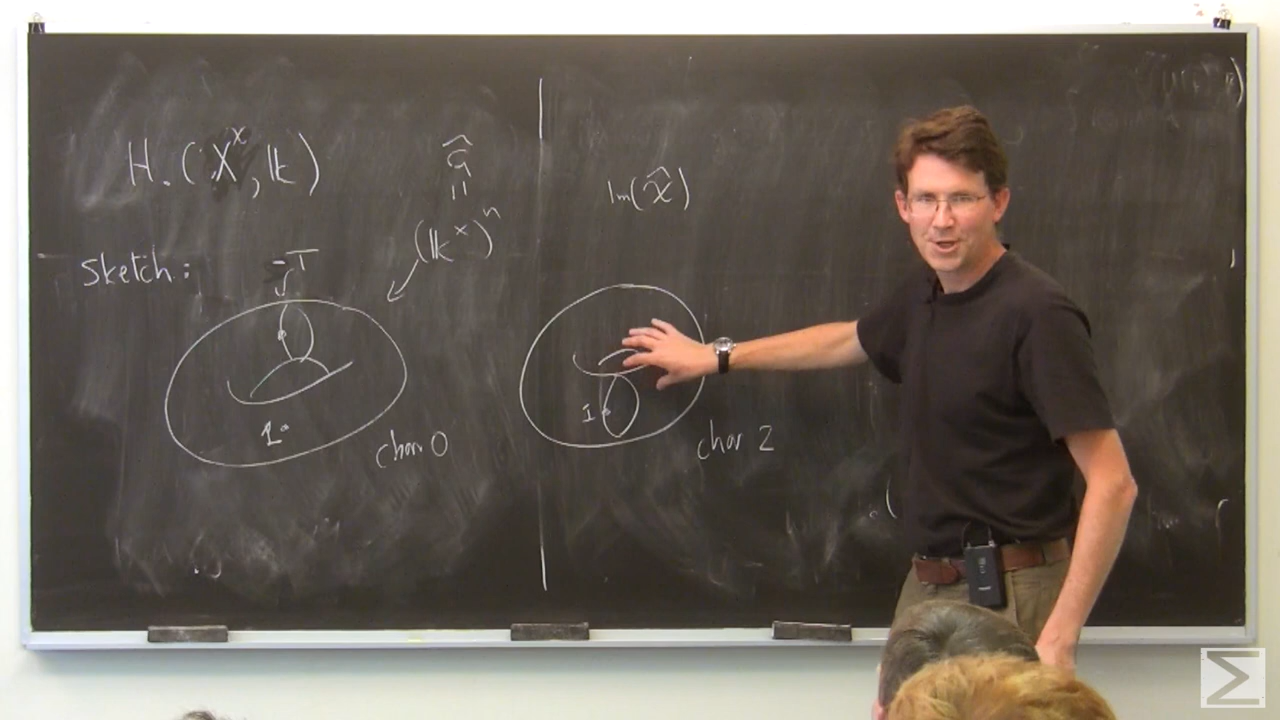 H.(X^x, 𝕜)
Ĝ
=
(𝕜^×)^n
Sketch:
-T
1
char 0
Im(χ̂)
1
char 2
Σ